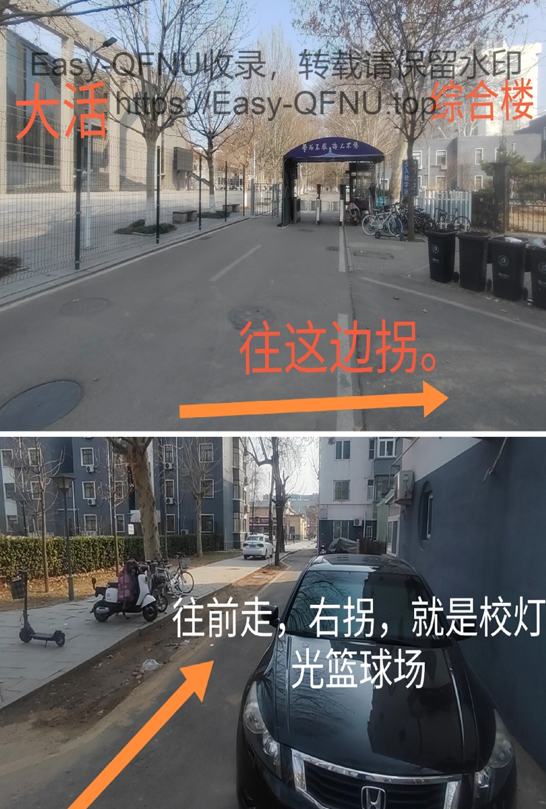 Easy-QFNU收录，转载请保留水印
大活
https://Easy-QFNU.top
综合楼
往这边拐。
往前走，右拐，就是校灯
光篮球场